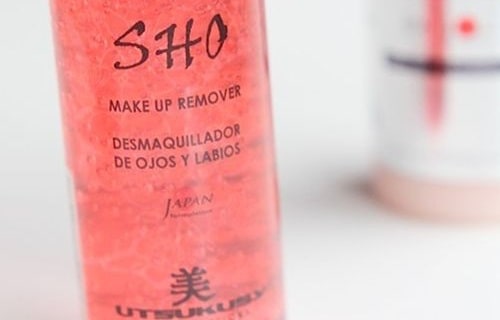 SHO
MAKE UP REMOVER
DESMAQUILLADOR
DE OJOS Y LABIOS
JAPAN
美
UTSUKUSY